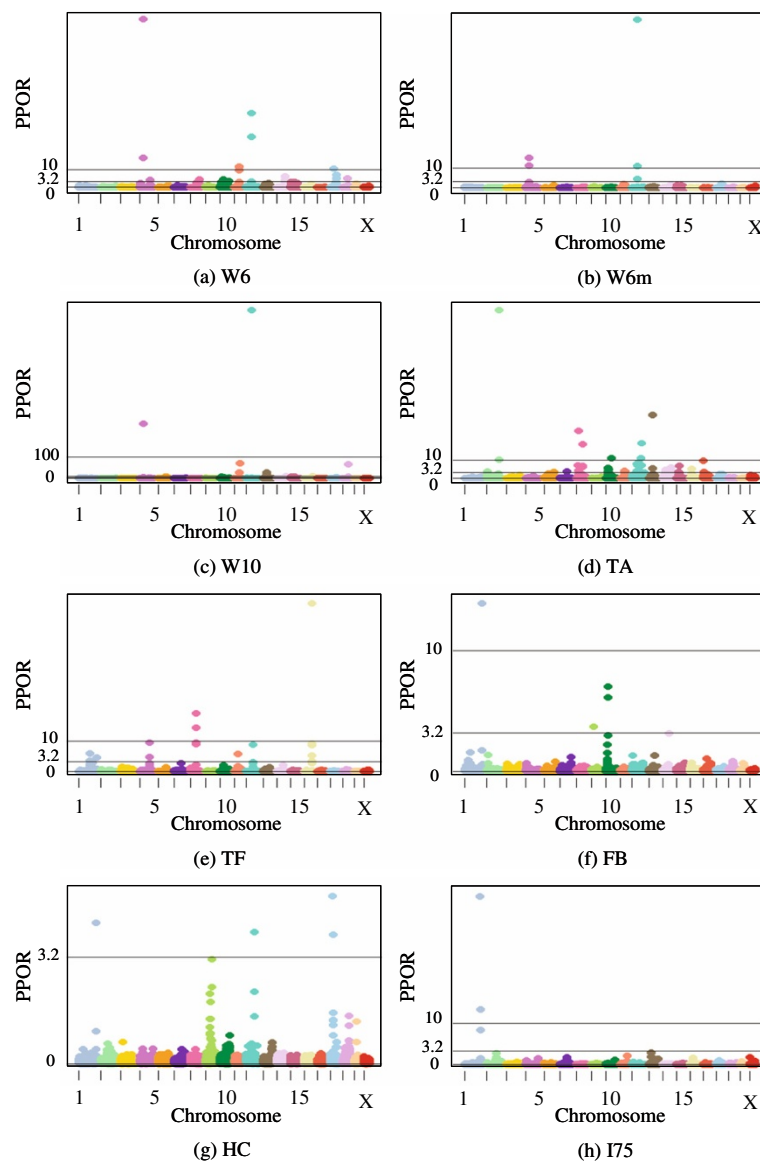 PPOR
10
3.2
0
1 5 10 15 X
Chromosome
(a) W6
PPOR
10
3.2
0
1 5 10 15 X
Chromosome
(b) W6m
PPOR
100
0
1 5 10 15 X
Chromosome
(c) W10
PPOR
10
3.2
0
1 5 10 15 X
Chromosome
(d) TA
PPOR
10
3.2
0
1 5 10 15 X
Chromosome
(e) TF
PPOR
10
3.2
0
1 5 10 15 X
Chromosome
(f) FB
PPOR
3.2
0
1 5 10 15 X
Chromosome
(g) HC
PPOR
10
3.2
0
1 5 10 15 X
Chromosome
(h) I75